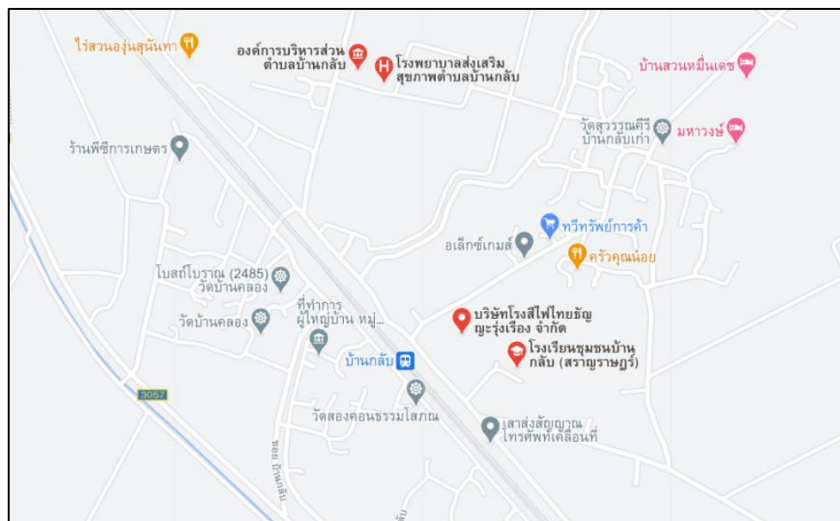 ไร่สวนองุ่นสุนันทา
องค์การบริหารส่วน
ตำบลบ้านกลับ
โรงพยาบาลส่งเสริม
สุขภาพตำบลบ้านกลับ
บ้านสวนหมื่นเดช
ร้านพีซีการเกษตร
วัดสุวรรณคีรี
บ้านกลับเก่า
มหาวงษ์
ทวีทรัพย์การค้า
อเล็กซ์เกมส์
ครัวคุณน๋อย
โบสถ์โบราณ (2485)
วัดบ้านคลอง
ที่ทำการ
ผู้ใหญ่บ้าน หมู่...
วัดบ้านคลอง
บริษัทโรงสีไฟไทยธัญ
ญะรุ่งเรือง จำกัด
บ้านกลับ
โรงเรียนชุมชนบ้าน
กลับ (สราญราษฎร์)
3057
วัดสองคอนธรรมโสภณ
เสาส่งสัญญาณ
โทรศัพท์เคลื่อนที่
ซอย บ้านกลับ